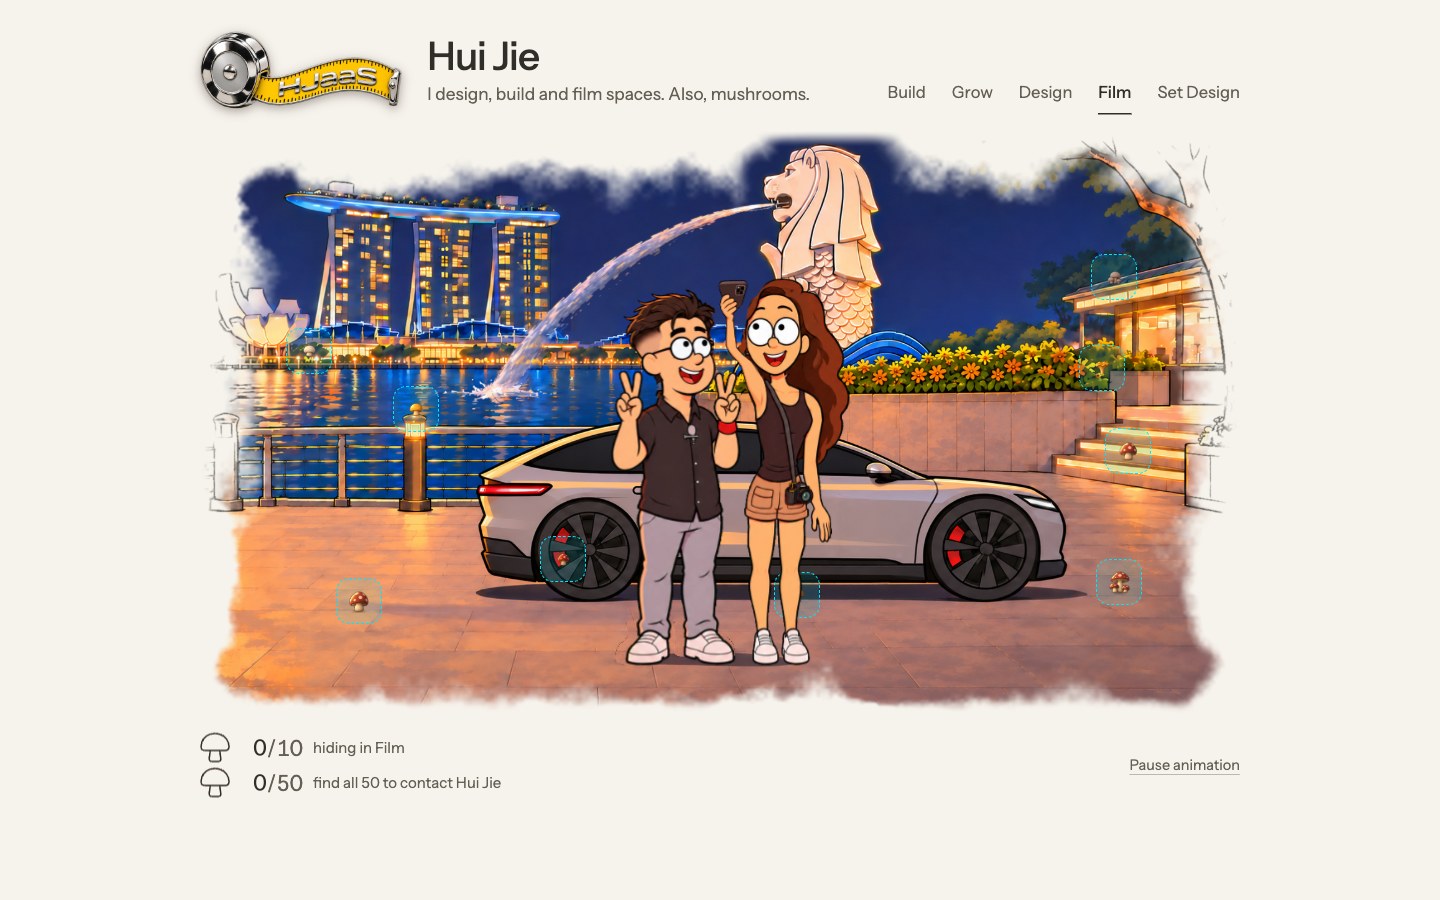 HJaaS
Hui Jie
I design, build and film spaces. Also, mushrooms.
Build
Grow
Design
Film
Set Design
0/10 hiding in Film
0/50 find all 50 to contact Hui Jie
Pause animation